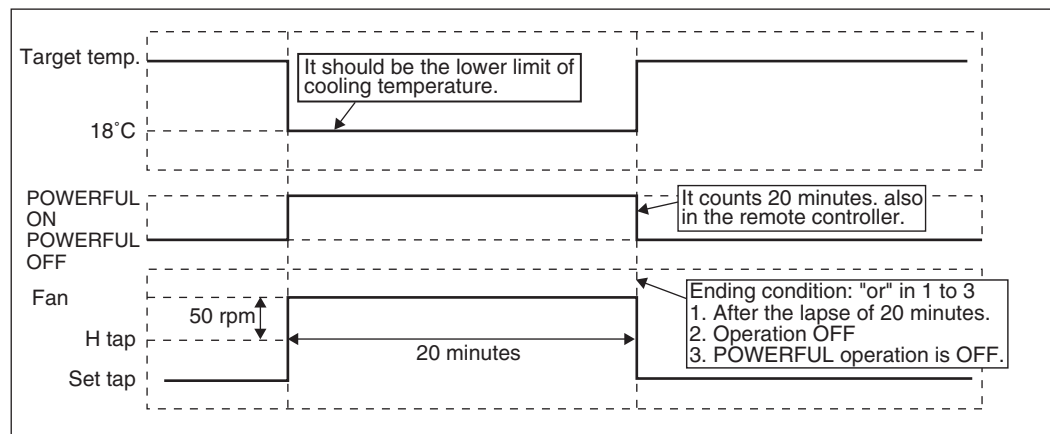 Target temp.
It should be the lower limit of
cooling temperature.
18˚C
POWERFUL
ON
POWERFUL
OFF
It counts 20 minutes. also
in the remote controller.
Fan
50 rpm
H tap
20 minutes
Set tap
Ending condition: "or" in 1 to 3
1. After the lapse of 20 minutes.
2. Operation OFF
3. POWERFUL operation is OFF.